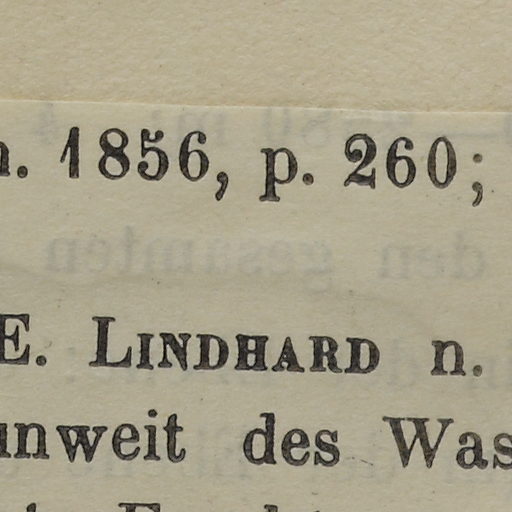 n. 1856, p. 260;
E. LINDHARD n.
unweit des Was